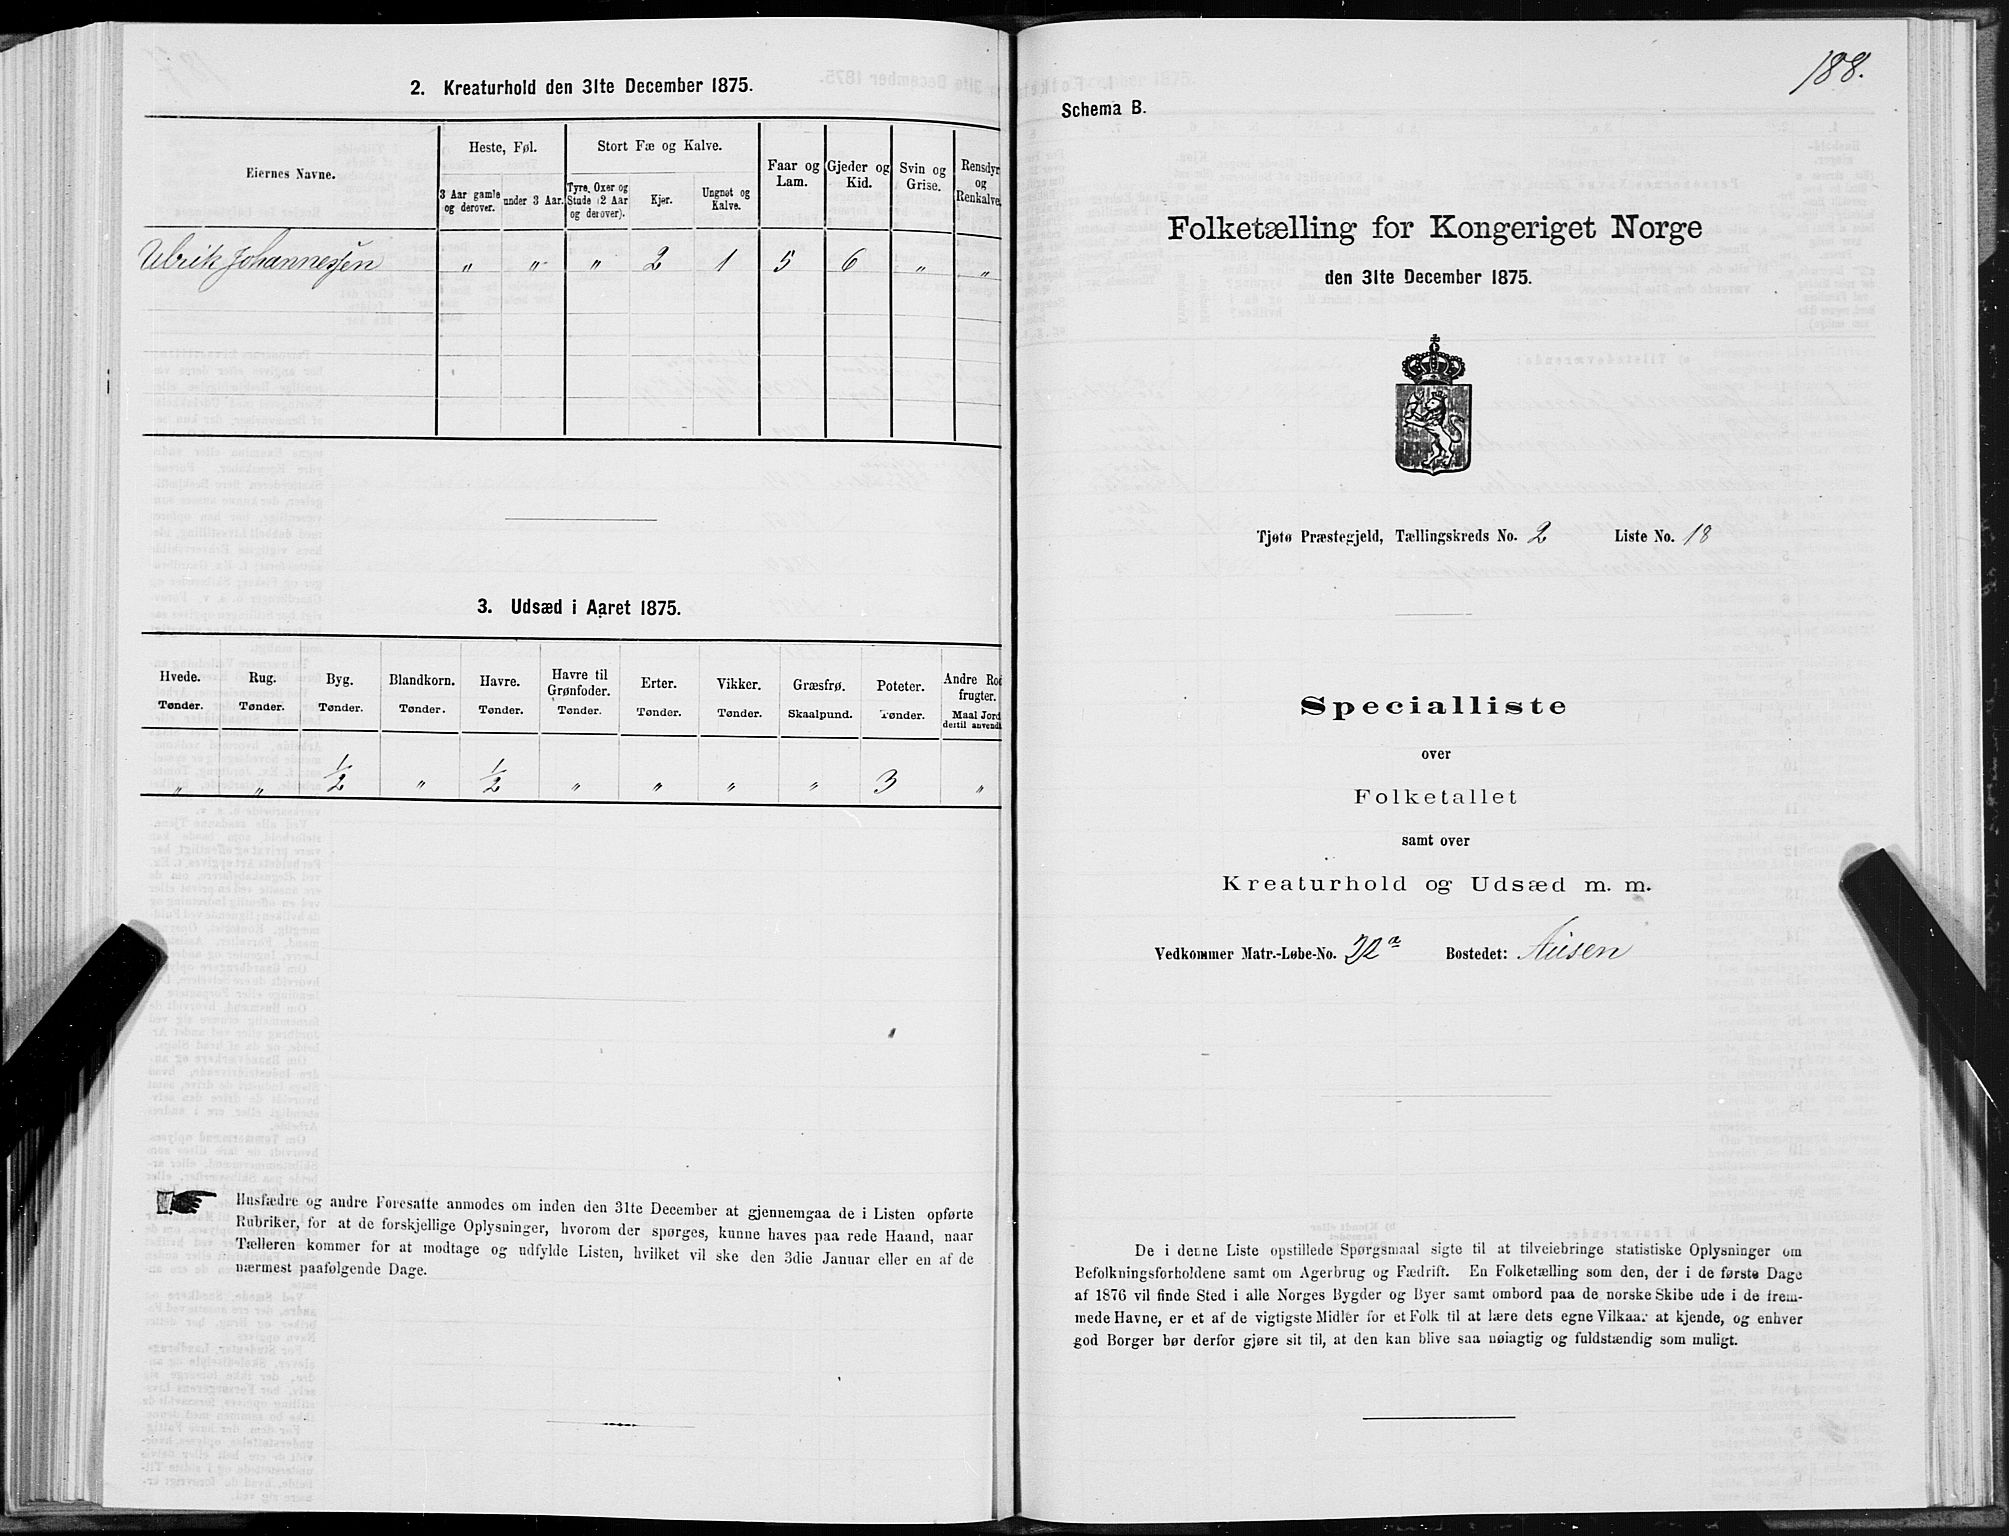 2. Kreaturhold den 31te December 1875.
Eiernes Navne.
Heste, Føl.
Stort Fæ og Kalve.
Faar og Lam.
Gjeder og Kid.
Svin og Grise.
Rensdyr og Renkalve.
3 Aar gamle og derover.
under 3 Aar.
Tyre, Oxer og Stude (2 Aar og derover).
Kjør.
Ungnøt og Kalve.
Ulrik Johannessen " " " 2 1 5 6 " "
3. Udsæd i Aaret 1875.
Hvede. Rug. Byg. Blandkorn. Havre. Havre til Grønfoder. Erter. Vikker. Græsfrø. Poteter. Andre Rodfrugter.
Tønder. Tønder. Tønder. Tønder. Tønder. Tønder. Tønder. Tønder. Skaalpund. Tønder. Maal Jord dertil anvendt
" " 1/2 " 1/2 " " " " 3 "
Husfædre og andre Foresatte anmodes om inden den 31te December at gjennemgaa de i Listen opførte
Rubriker, for at de forskjellige Oplysninger, hvorom der spørges, kunne haves paa rede Haand, naar
Tælleren kommer for at modtage og udfylde Listen, hvilket vil ske den 3die Januar eller en af de
nærmest paafølgende Dage.
188.
Schema B.
Folketælling for Kongeriget Norge
den 31te December 1875.
Tjøtø Præstegjeld, Tællingskreds No. 2 Liste No. 18
Specialliste
over
Folketallet
samt over
Kreaturhold og Udsæd m. m.
Vedkommer Matr.-Løbe-No. 22a Bostedet: Ausen
De i denne Liste opstillede Spørgsmaal sigte til at tilveiebringe statistiske Oplysninger om
Befolkningsforholdene samt om Agerbrug og Fædrift. En Folketælling som den, der i de første Dage
af 1876 vil finde Sted i alle Norges Bygder og Byer samt ombord paa de norske Skibe ude i de frem-
mede Havne, er et af de vigtigste Midler for et Folk til at lære dets egne Vilkaar at kjende, og enhver
god Borger bør derfor gjøre sit til, at den kan blive saa nøiagtig og fuldstændig som muligt.